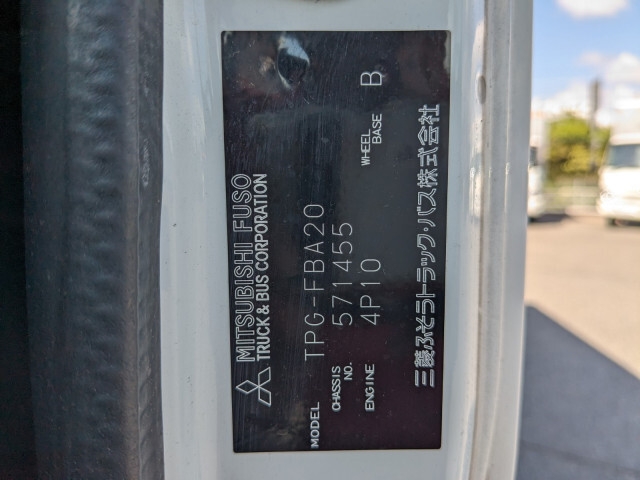 MITSUBISHI FUSO
TRUCK & BUS CORPORATION
MODEL TPG-FBA20
CHASSIS NO. 571455
ENGINE 4P10 WHEEL BASE B
三菱ふそうトラック・バス株式会社